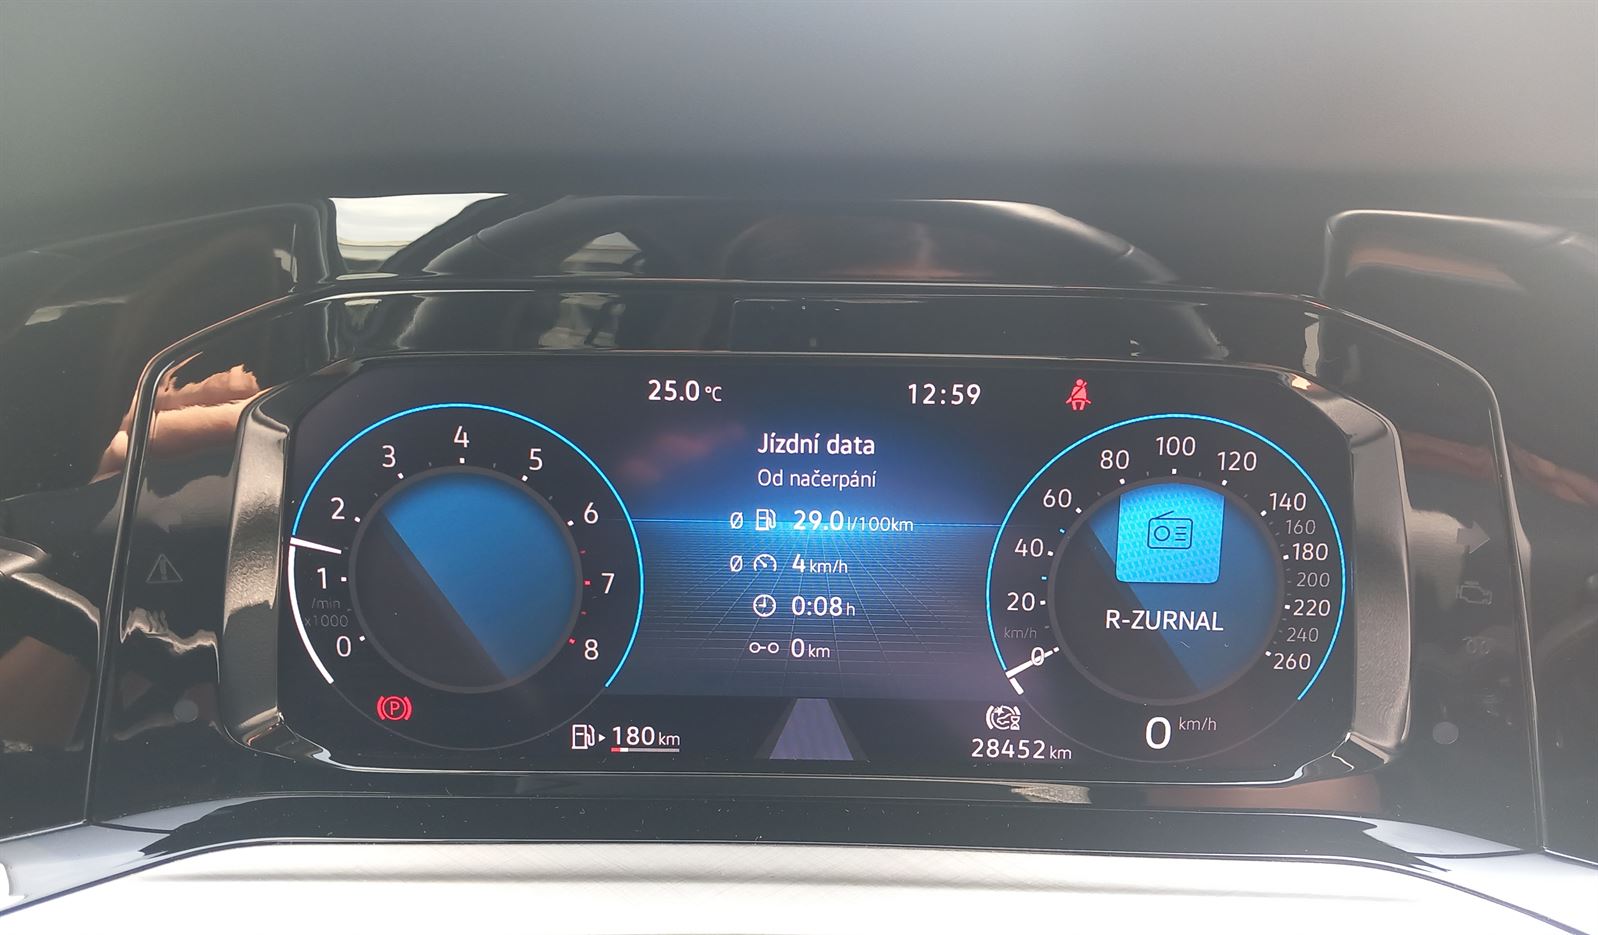 25.0 °C
12:59
Jízdní data
Od načerpání
Ø 29.0 l/100km
Ø 4 km/h
0:08 h
0 km
0
1
2
3
4
5
6
7
8
/min
x1000
P
180 km
28452 km
0
20
40
60
80
100
120
140
160
180
200
220
240
260
km/h
R-ZURNAL
0 km/h